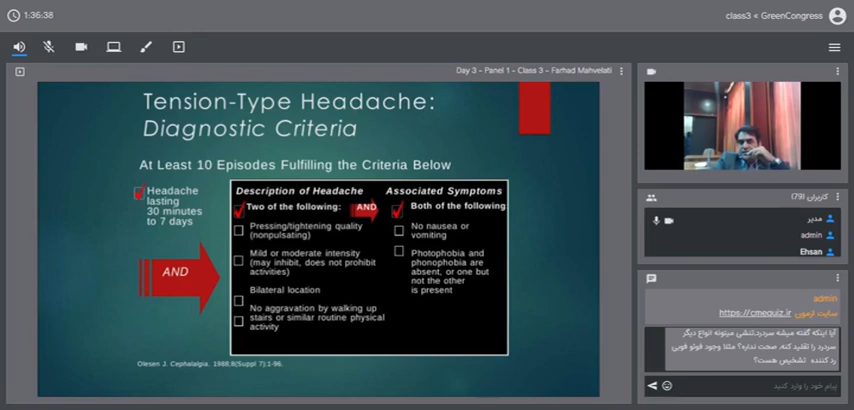 1:36:38
class3 « GreenCongress
Day 3 - Panel 1 - Class 3 - Farhad Mahvelati
Tension-Type Headache:
Diagnostic Criteria
At Least 10 Episodes Fulfilling the Criteria Below
Headache
lasting
30 minutes
to 7 days
AND
Description of Headache
Two of the following:
AND
Pressing/tightening quality
(nonpulsating)
Mild or moderate intensity
(may inhibit, does not prohibit
activities)
Bilateral location
No aggravation by walking up
stairs or similar routine physical
activity
Associated Symptoms
Both of the following
No nausea or
vomiting
Photophobia and
phonophobia are
absent, or one but
not the other
is present
Olesen J. Cephalalgia. 1988;8(Suppl 7):1-96.
کاربران (79)
مدیر
admin
Ehsan
admin
سایت آزمون https://cmequiz.ir
آیا اینکه گفته میشه سردرد تنشی میتونه انواع دیگر
سردرد را تقلید کنه، صحت نداره؟ مثلا وجود فوتو فوبی
رد کننده تشخیص هست؟
پیام خود را وارد کنید